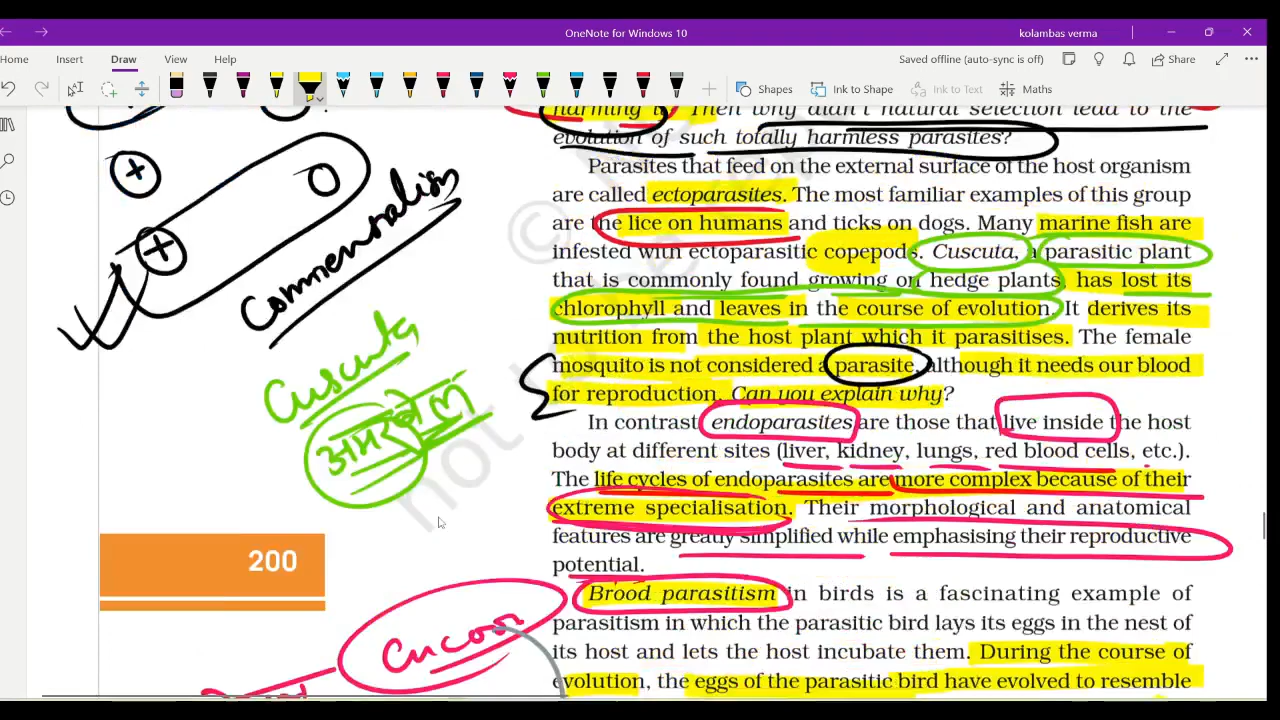 OneNote for Windows 10
kolambas verma
Home Insert Draw View Help
Saved offline (auto-sync is off)
Share
Shapes
Ink to Shape
Ink to Text
Maths
harming it? Then why didn't natural selection lead to the
evolution of such totally harmless parasites?
Parasites that feed on the external surface of the host organism
are called ectoparasites. The most familiar examples of this group
are the lice on humans and ticks on dogs. Many marine fish are
infested with ectoparasitic copepods. Cuscuta, a parasitic plant
that is commonly found growing on hedge plants, has lost its
chlorophyll and leaves in the course of evolution. It derives its
nutrition from the host plant which it parasitises. The female
mosquito is not considered a parasite, although it needs our blood
for reproduction. Can you explain why?
In contrast, endoparasites are those that live inside the host
body at different sites (liver, kidney, lungs, red blood cells, etc.).
The life cycles of endoparasites are more complex because of their
extreme specialisation. Their morphological and anatomical
features are greatly simplified while emphasising their reproductive
potential.
Brood parasitism in birds is a fascinating example of
parasitism in which the parasitic bird lays its eggs in the nest of
its host and lets the host incubate them. During the course of
evolution, the eggs of the parasitic bird have evolved to resemble
Commensalism
Cuscuta
अमरबेल
200